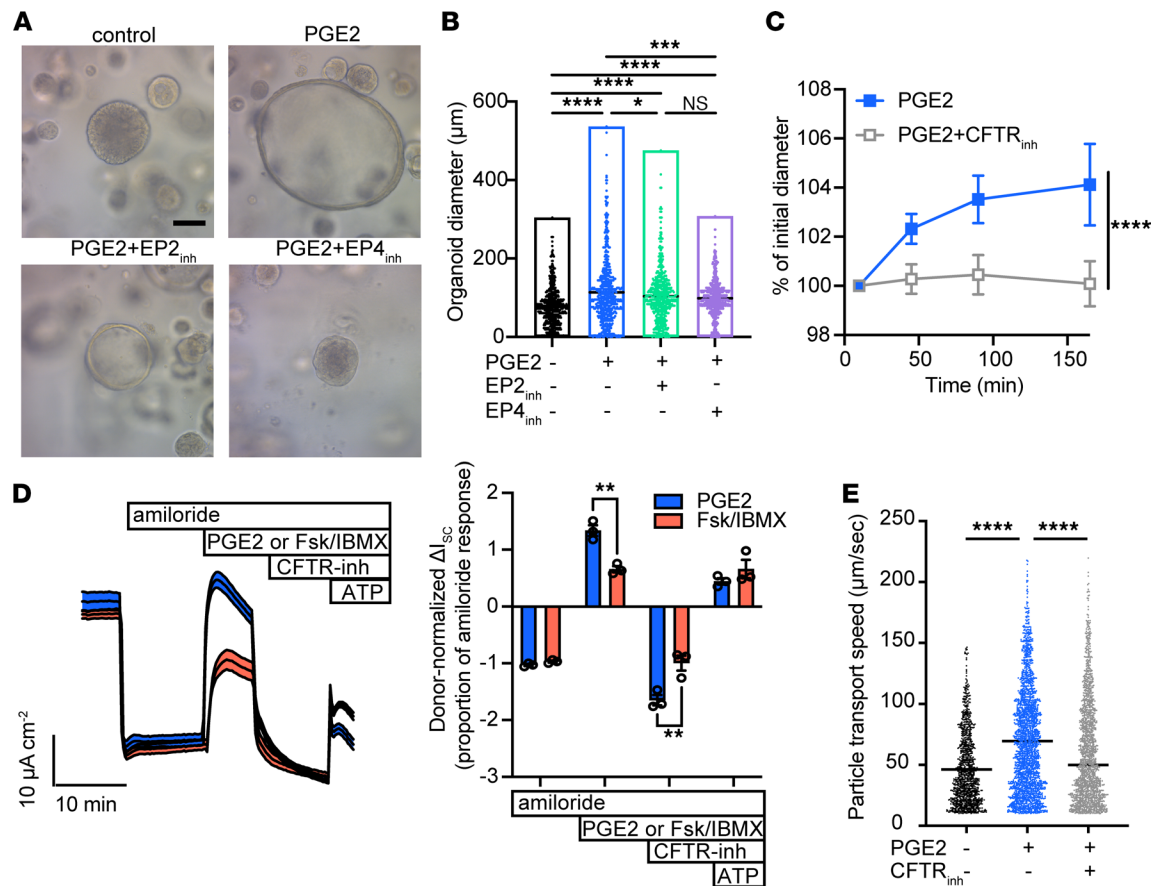 A
control
PGE2
PGE2+EP2inh
PGE2+EP4inh
B
***
****
****
**** * NS
Organoid diameter (µm)
600
400
200
0
PGE2 - + + +
EP2inh - - + -
EP4inh - - - +
C
PGE2
PGE2+CFTRinh
% of initial diameter
108
106
104
102
100
98
****
0 50 100 150
Time (min)
D
amiloride
PGE2 or Fsk/IBMX
CFTR-inh
ATP
10 µA cm-2
10 min
Donor-normalized ΔISC
(proportion of amiloride response)
2
1
0
-1
-2
-3
**
**
PGE2
Fsk/IBMX
amiloride
PGE2 or Fsk/IBMX
CFTR-inh
ATP
E
**** ****
Particle transport speed (µm/sec)
250
200
150
100
50
0
PGE2 - + +
CFTRinh - - +